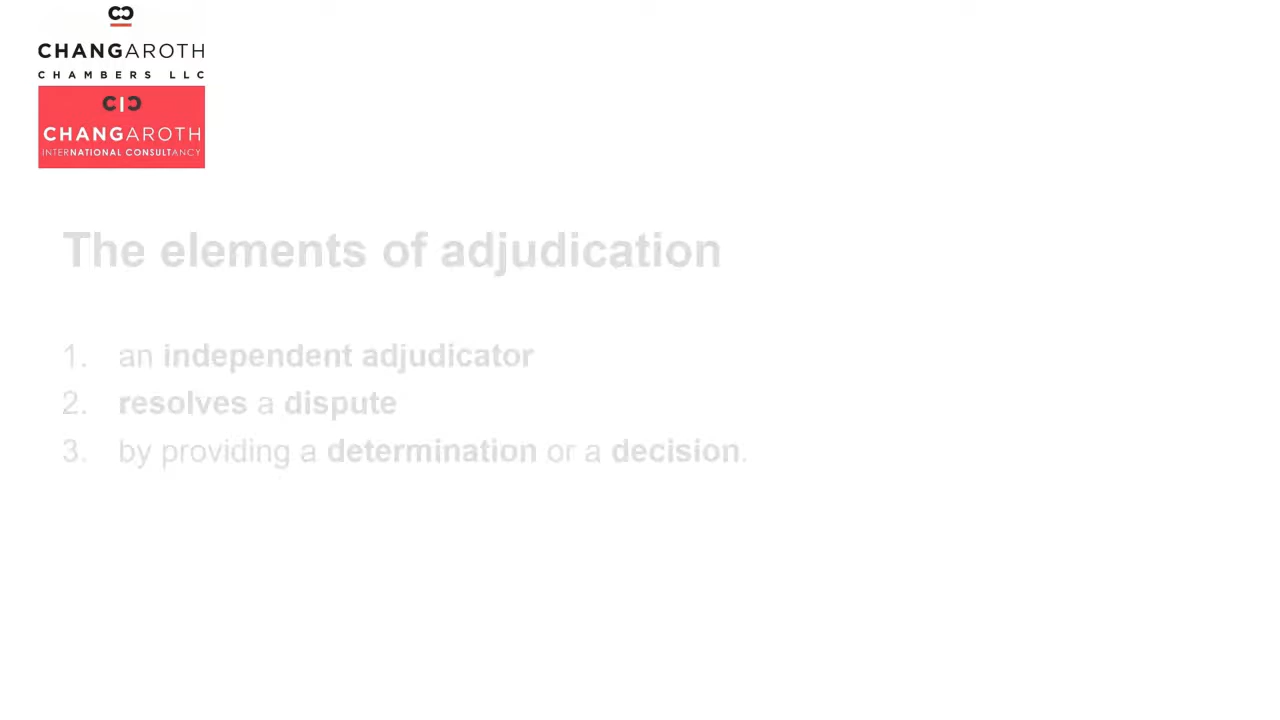 CHANGAROTH
CHAMBERS LLC
C|C
CHANGAROTH
INTERNATIONAL CONSULTANCY
The elements of adjudication
1. an independent adjudicator
2. resolves a dispute
3. by providing a determination or a decision.